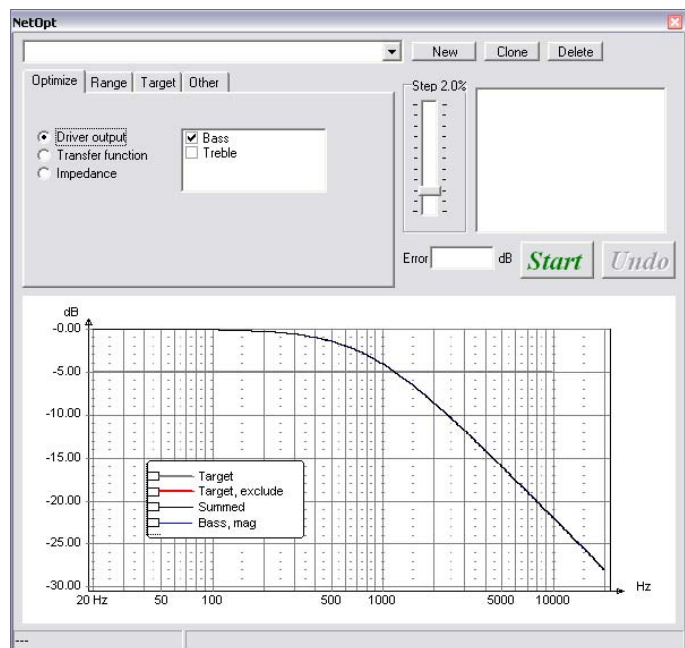 NetOpt
New Clone Delete
Optimize Range Target Other
Step 2.0%
Driver output
Transfer function
Impedance
Bass
Treble
Error dB Start Undo
dB
-0.00
-5.00
-10.00
-15.00
-20.00
-25.00
-30.00
Target
Target, exclude
Summed
Bass, mag
20 Hz 50 100 500 1000 5000 10000 Hz
---